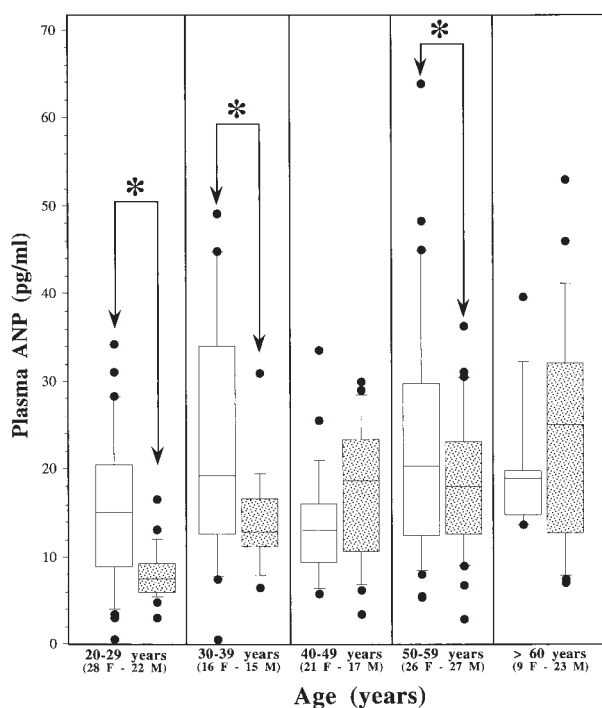 70
60
50
40
30
20
10
0
Plasma ANP (pg/ml)
*
*
*
20-29 years
(28 F - 22 M)
30-39 years
(16 F - 15 M)
40-49 years
(21 F - 17 M)
50-59 years
(26 F - 27 M)
> 60 years
(9 F - 23 M)
Age (years)